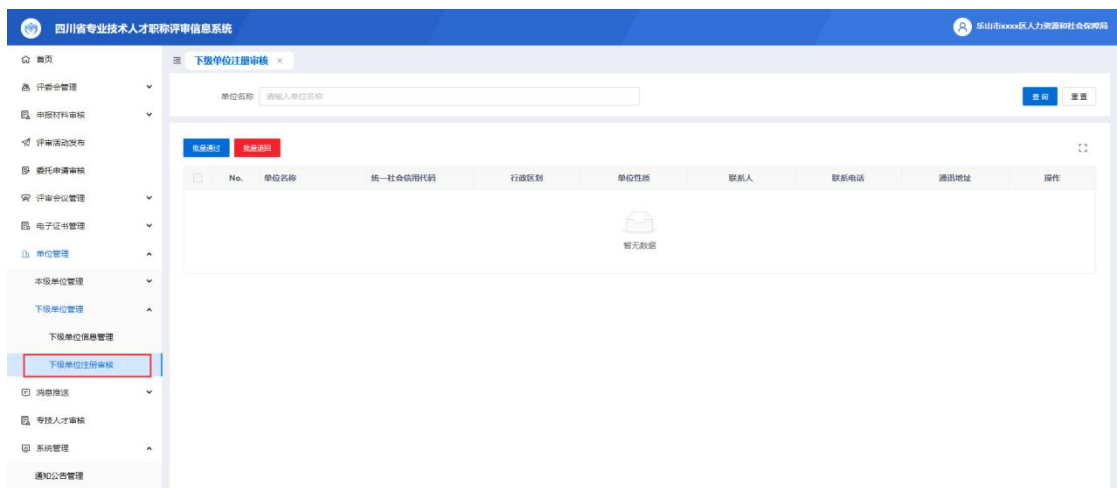 四川省专业技术人才职称评审信息系统
乐山市xxxx区人力资源和社会保障局
首页
下级单位注册审核 ×
评委会管理
单位名称 请输入单位名称
查询 重置
申报材料审核
评审活动发布
批量通过 批量退回
委托申请审核
No. 单位名称 统一社会信用代码 行政区划 单位性质 联系人 联系电话 通讯地址 操作
评审会议管理
电子证书管理
暂无数据
单位管理
本级单位管理
下级单位管理
下级单位信息管理
下级单位注册审核
消息推送
专技人才审核
系统管理
通知公告管理